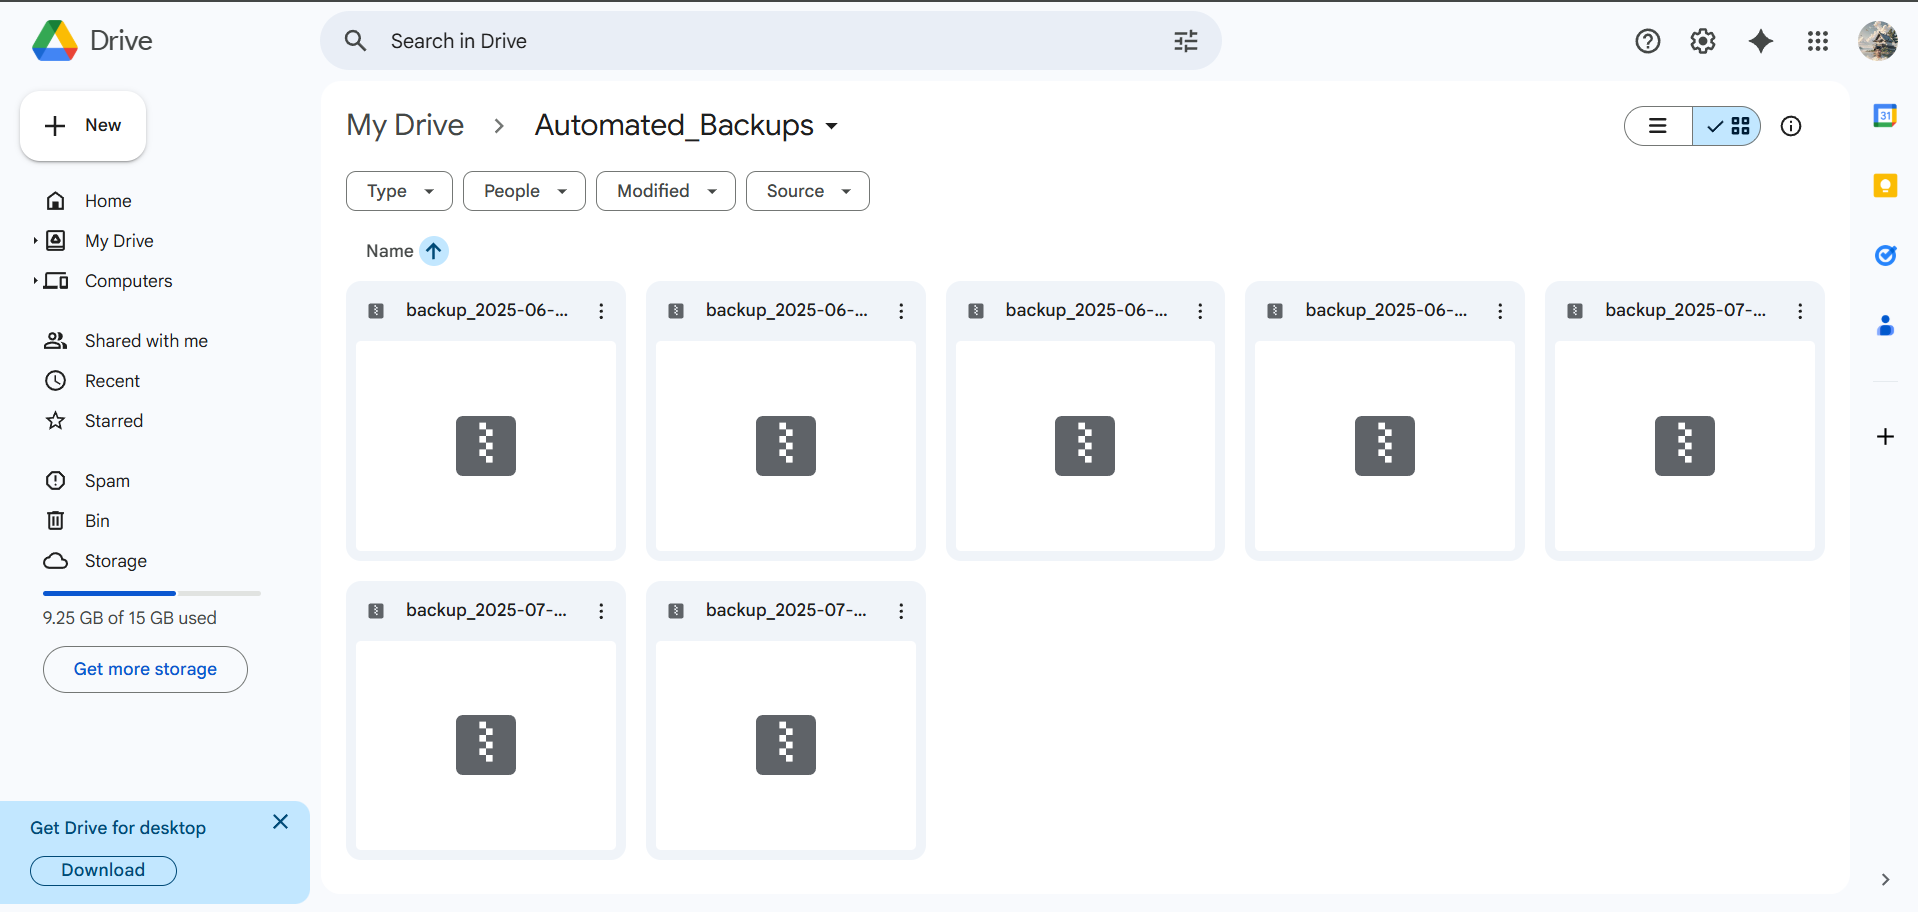 Drive
Search in Drive
New
Home
My Drive
Computers
Shared with me
Recent
Starred
Spam
Bin
Storage
9.25 GB of 15 GB used
Get more storage
Get Drive for desktop
Download
My Drive
Automated_Backups
Type
People
Modified
Source
Name
backup_2025-06-...
backup_2025-06-...
backup_2025-06-...
backup_2025-06-...
backup_2025-07-...
backup_2025-07-...
backup_2025-07-...
31